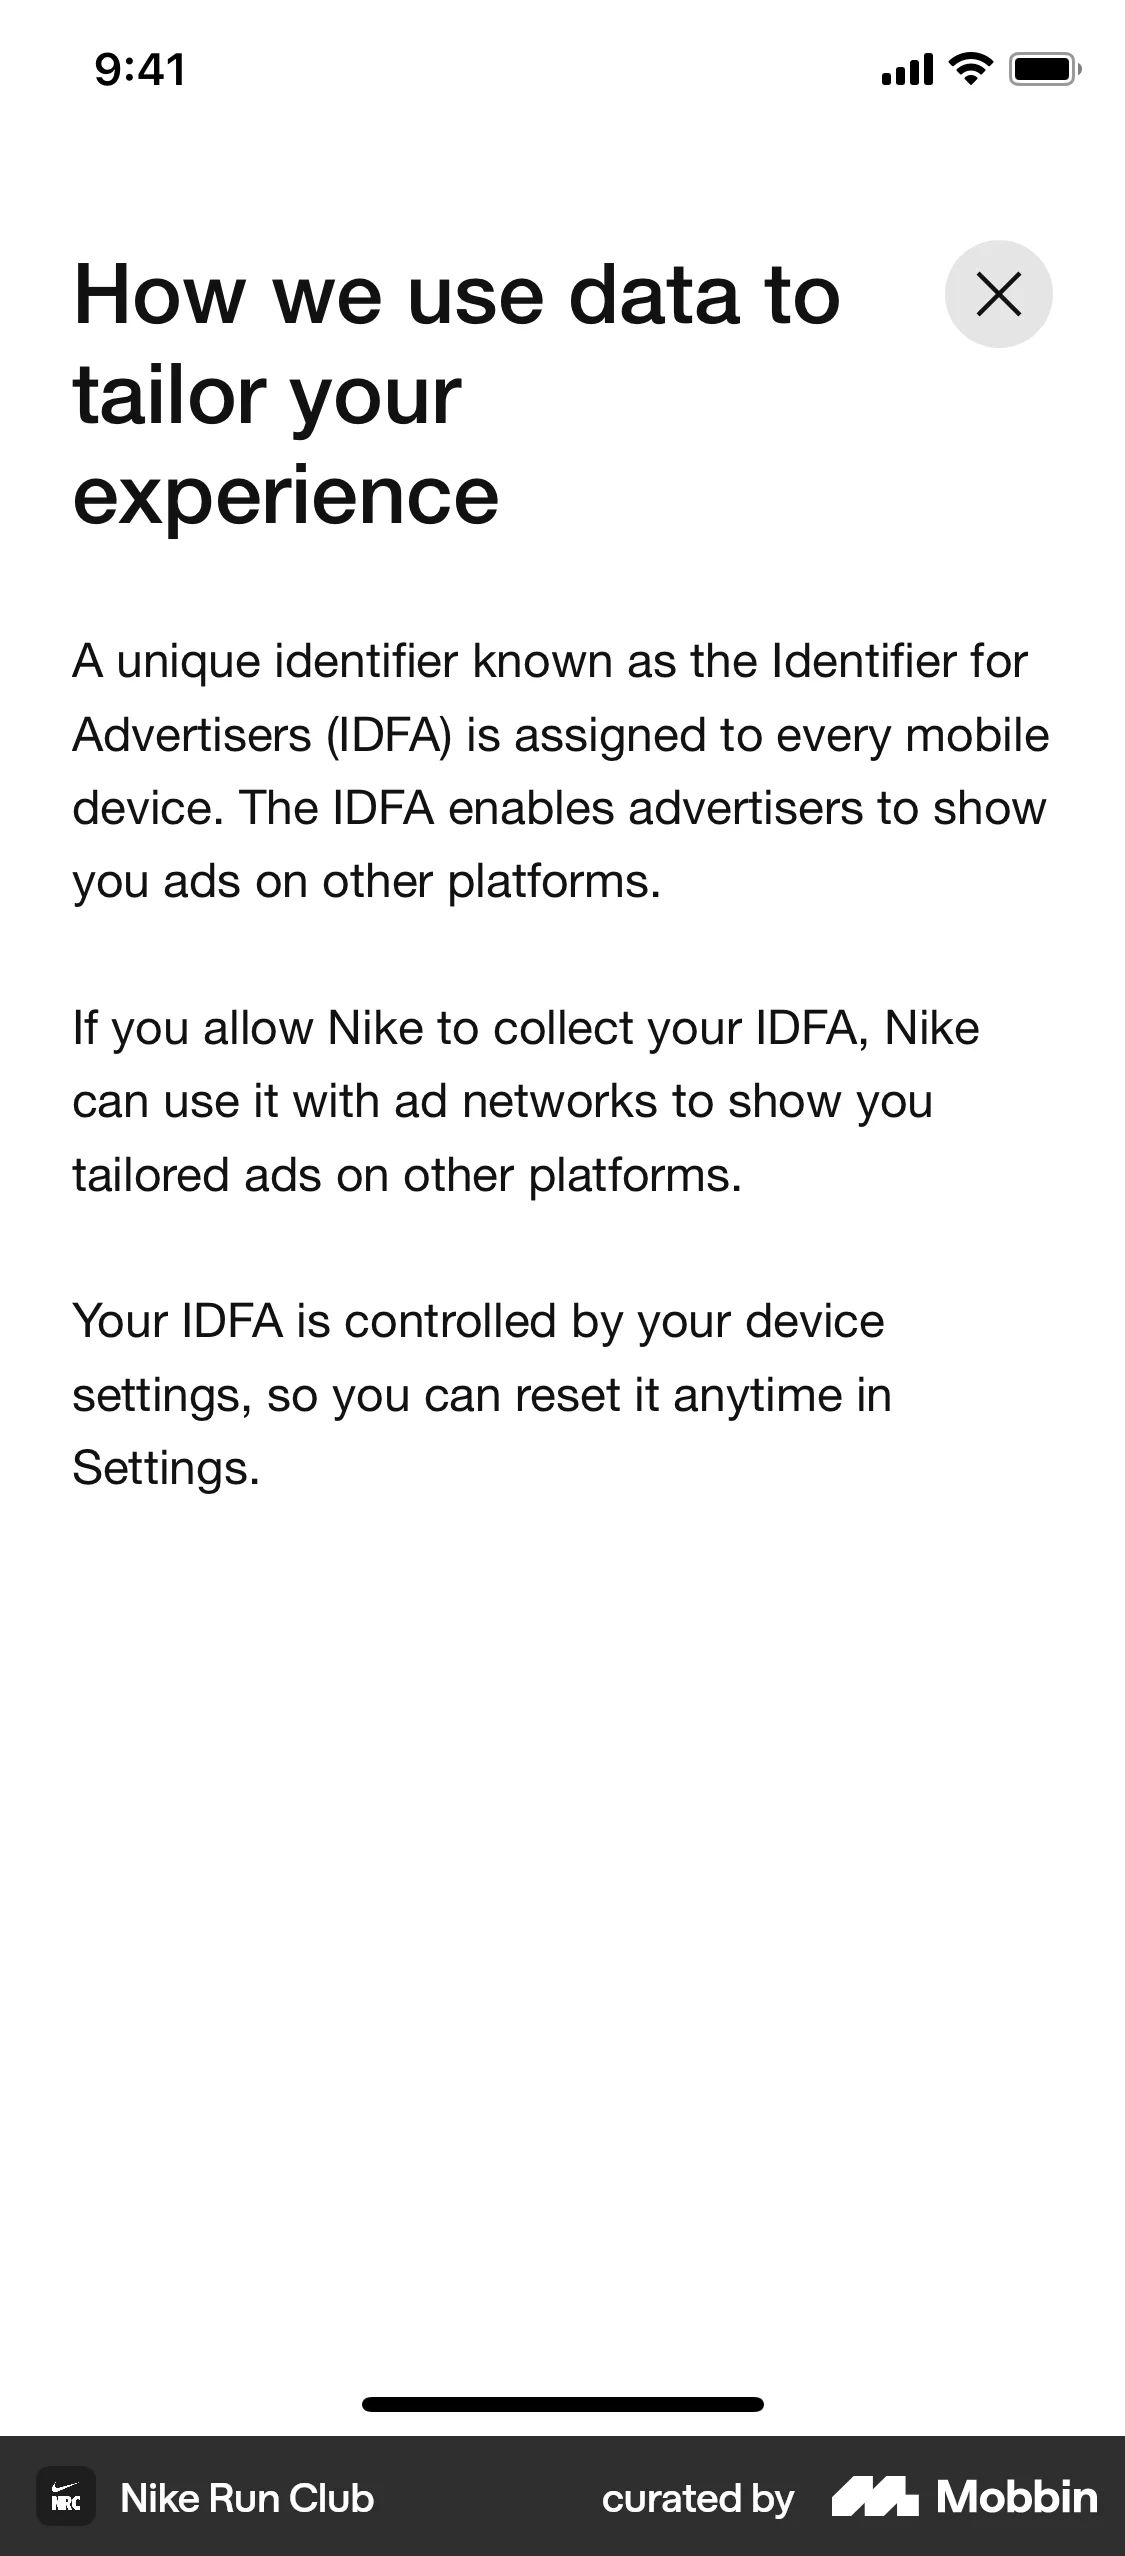 9:41
How we use data to
tailor your
experience
A unique identifier known as the Identifier for
Advertisers (IDFA) is assigned to every mobile
device. The IDFA enables advertisers to show
you ads on other platforms.
If you allow Nike to collect your IDFA, Nike
can use it with ad networks to show you
tailored ads on other platforms.
Your IDFA is controlled by your device
settings, so you can reset it anytime in
Settings.
NRC
Nike Run Club
curated by
Mobbin